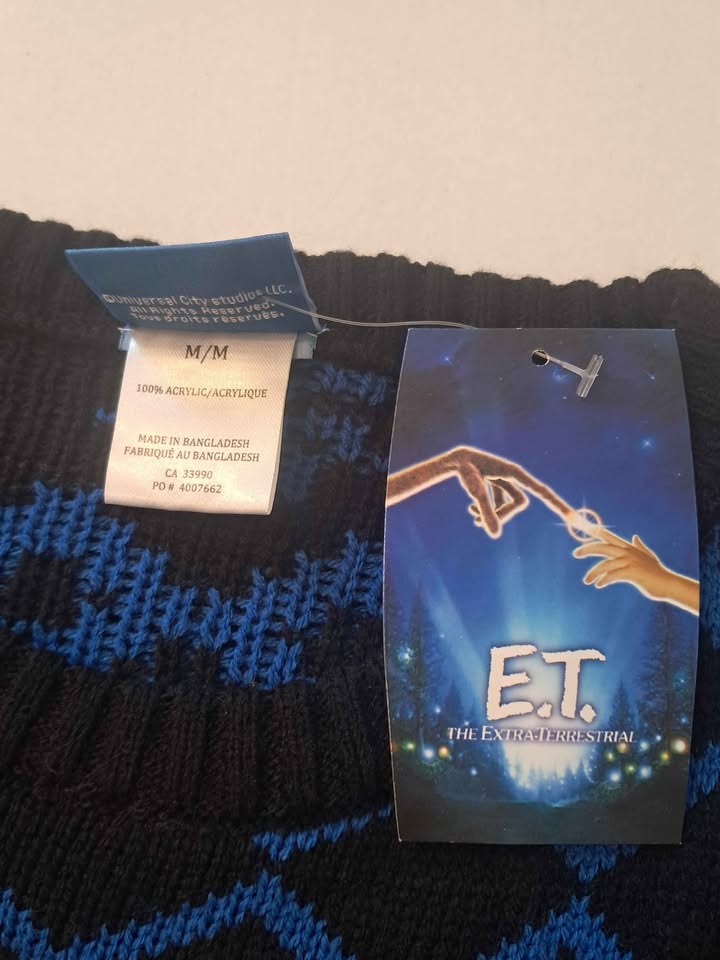 ©Universal City Studios LLC.
All Rights Reserved.
Tous droits réservés.
M/M
100% ACRYLIC/ACRYLIQUE
MADE IN BANGLADESH
FABRIQUÉ AU BANGLADESH
CA 33990
PO # 4007662
E.T.
THE EXTRA-TERRESTRIAL